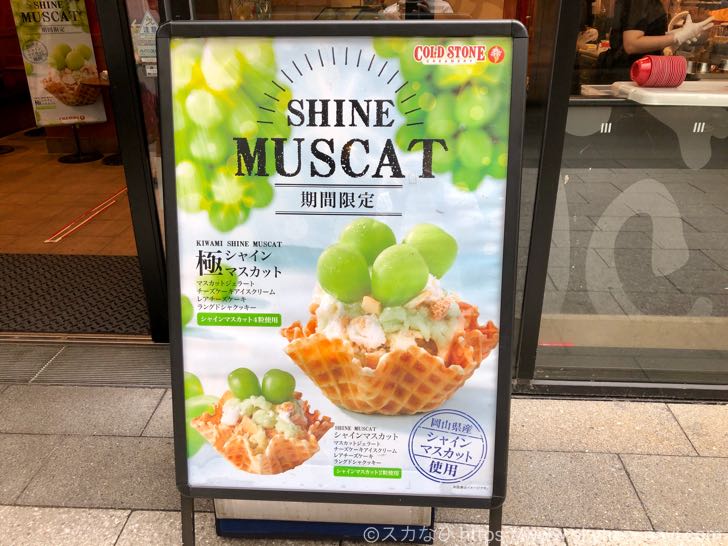 COLD STONE
CREAMERY
SHINE
MUSCAT
期間限定
KIWAMI SHINE MUSCAT
極 シャイン
マスカット
マスカットジェラート
チーズケーキアイスクリーム
レアチーズケーキ
ラングドシャクッキー
シャインマスカット4粒使用
SHINE MUSCAT
シャインマスカット
マスカットジェラート
チーズケーキアイスクリーム
レアチーズケーキ
ラングドシャクッキー
シャインマスカット2粒使用
岡山県産
シャイン
マスカット
使用
SHINE
MUSCAT
期間限定
©スカなび